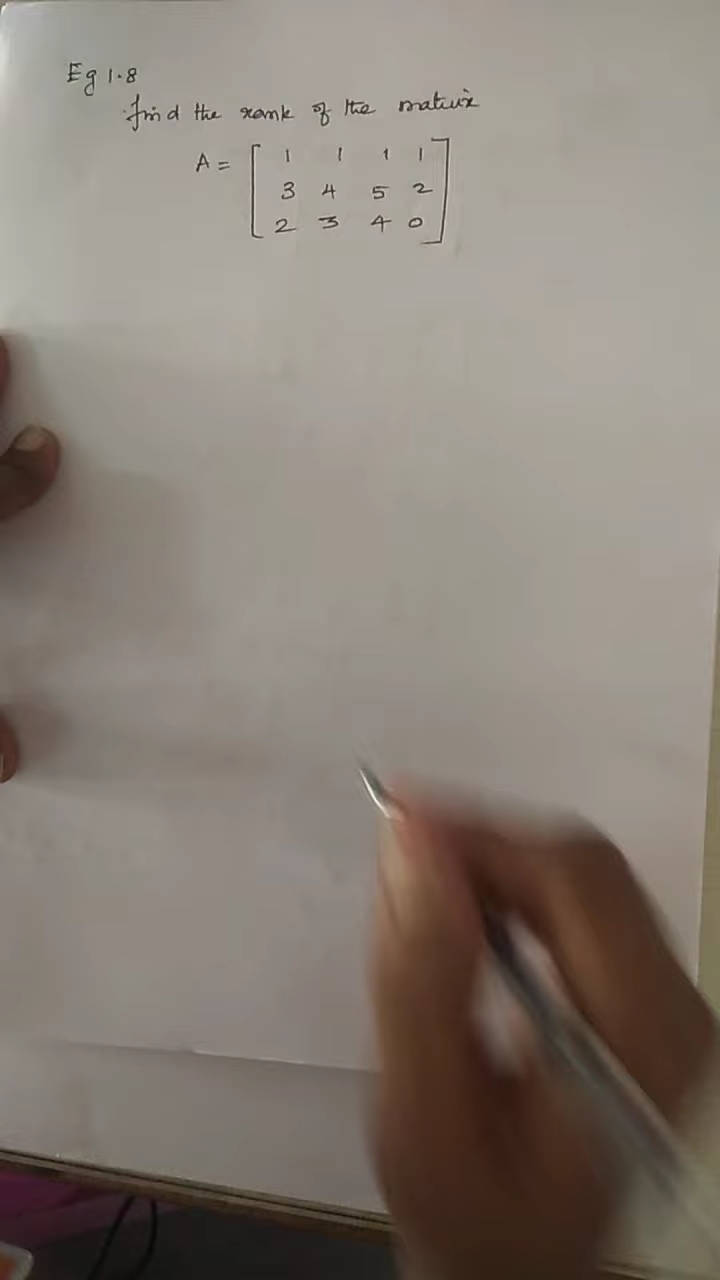 Eg 1.8
find the rank of the matrix
A = [ 1 1 1 1
3 4 5 2
2 3 4 0 ]